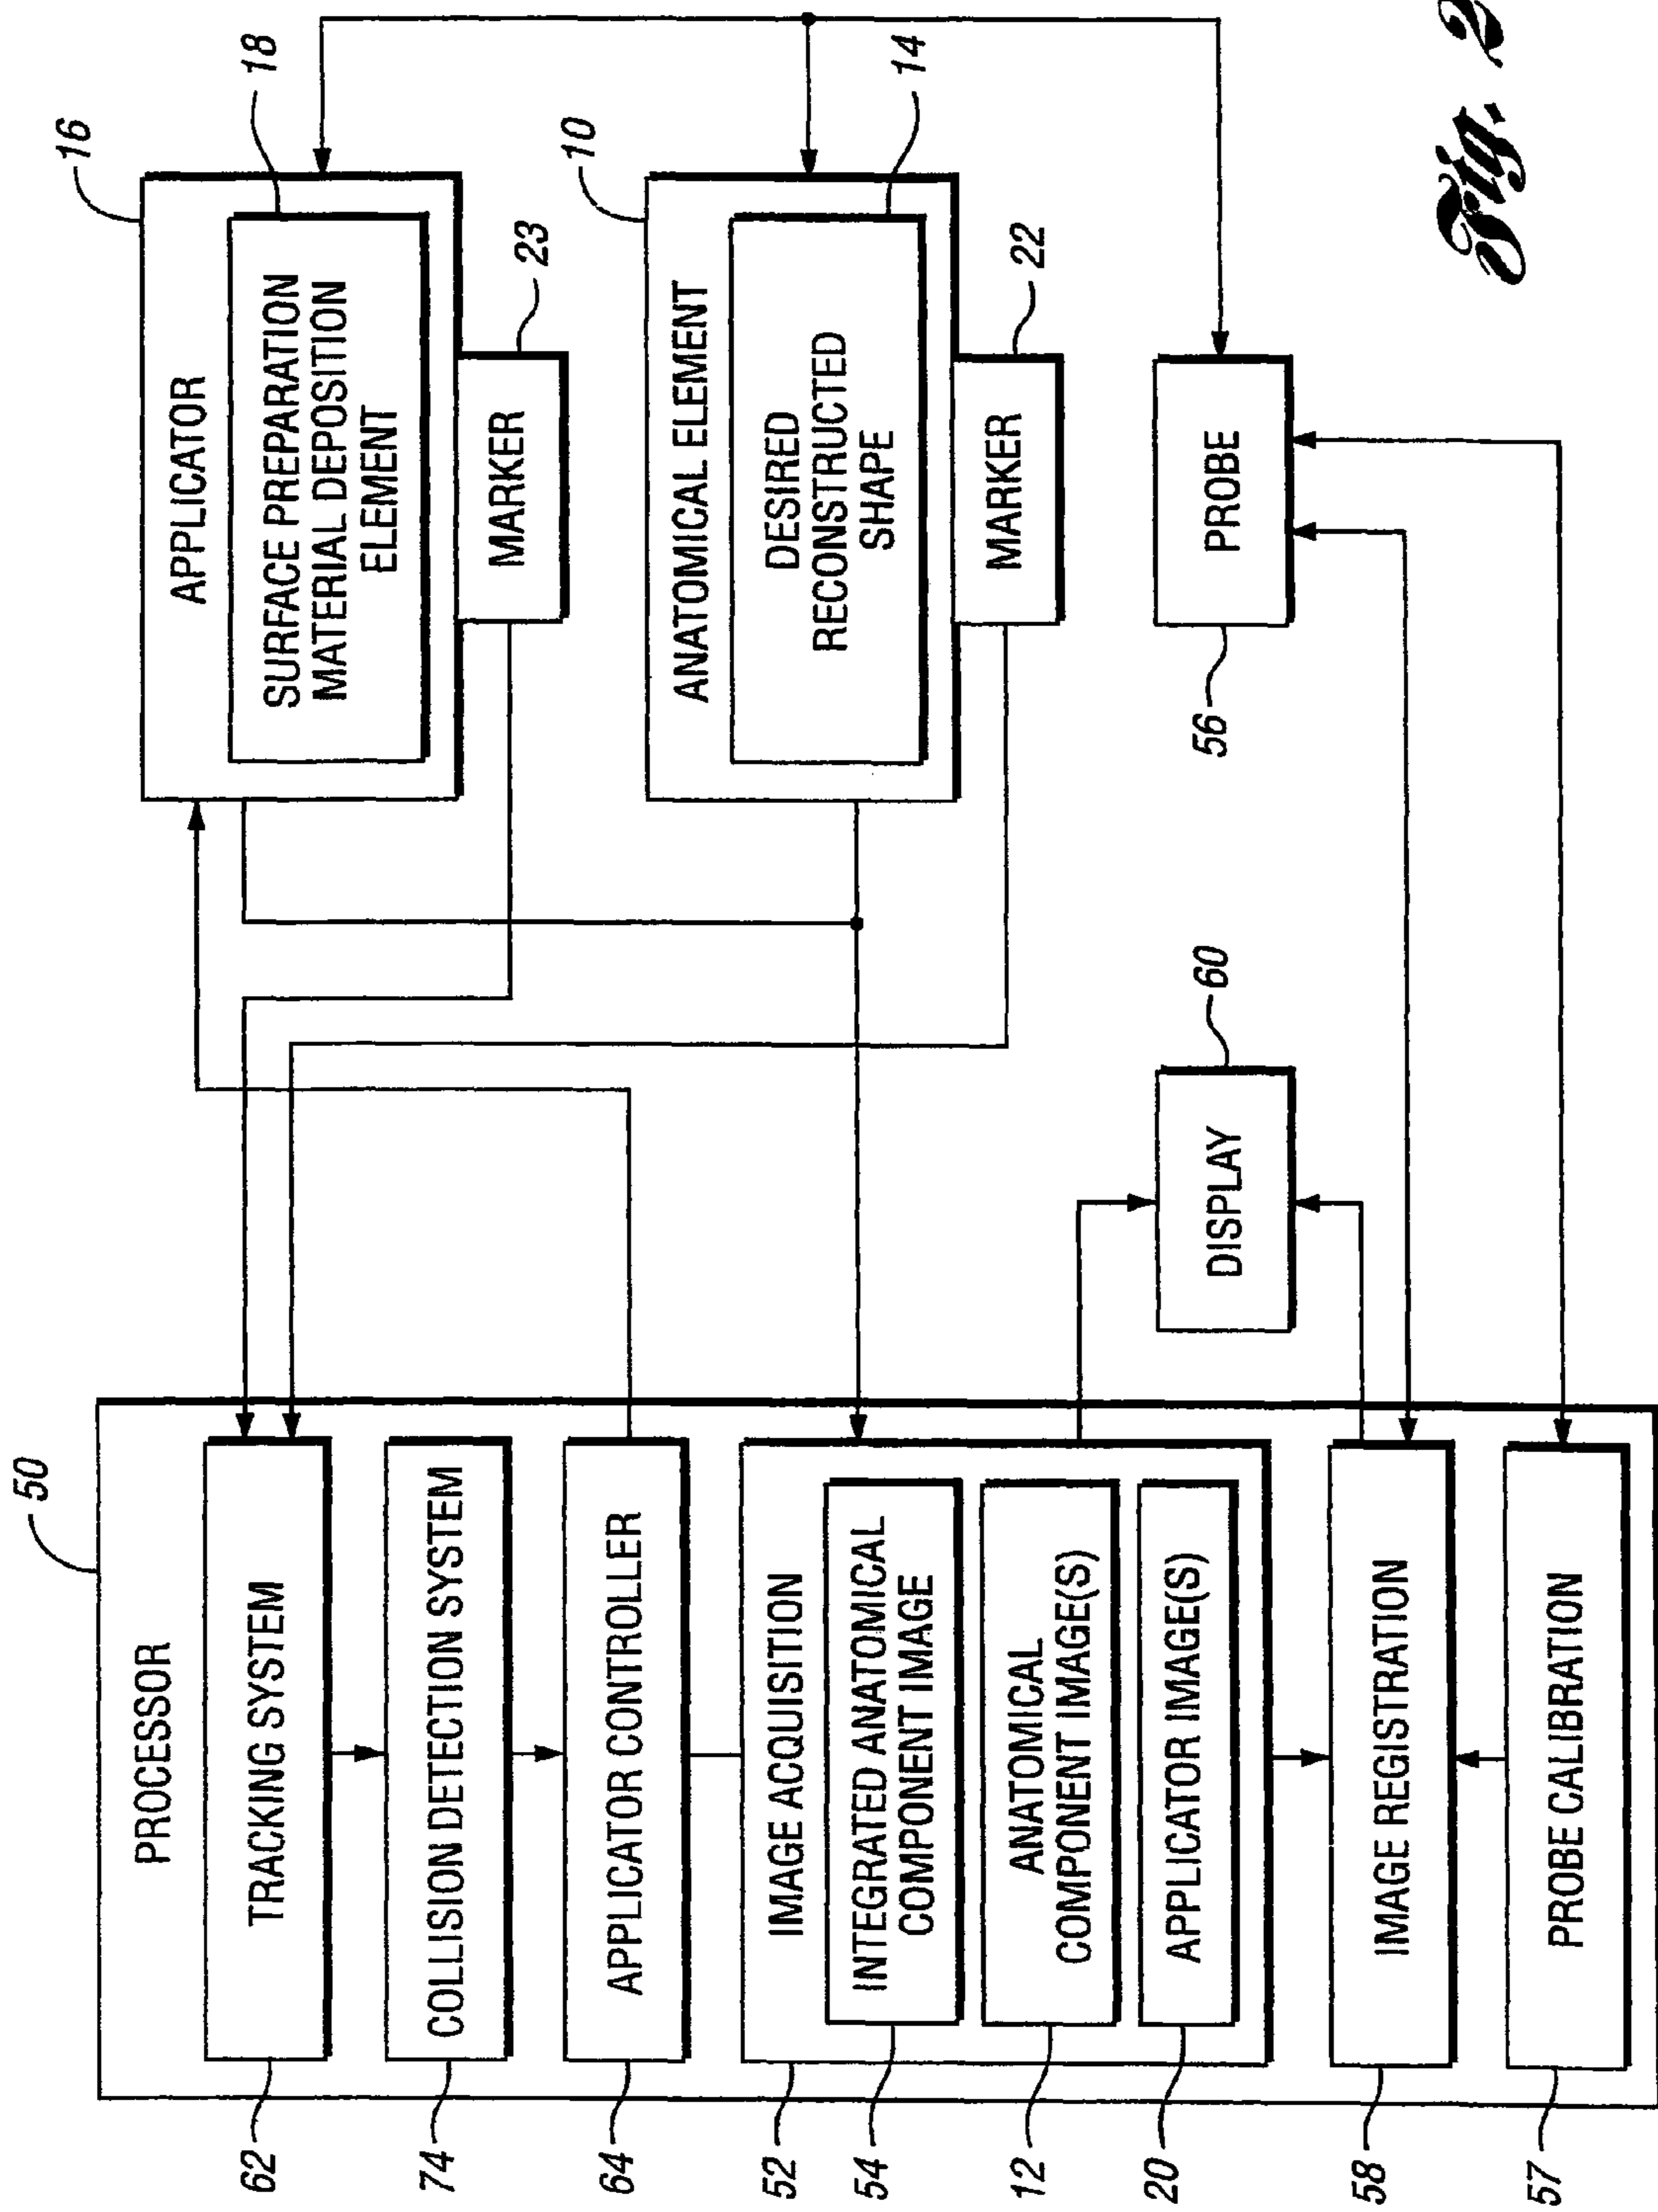 50
PROCESSOR
62
TRACKING SYSTEM
74
COLLISION DETECTION SYSTEM
64
APPLICATOR CONTROLLER
52
IMAGE ACQUISITION
54
INTEGRATED ANATOMICAL
COMPONENT IMAGE
12
ANATOMICAL
COMPONENT IMAGE(S)
20
APPLICATOR IMAGE(S)
58
IMAGE REGISTRATION
57
PROBE CALIBRATION
60
DISPLAY
16
APPLICATOR
18
SURFACE PREPARATION
MATERIAL DEPOSITION
ELEMENT
23
MARKER
10
ANATOMICAL ELEMENT
14
DESIRED
RECONSTRUCTED
SHAPE
22
MARKER
56
PROBE
Fig. 2